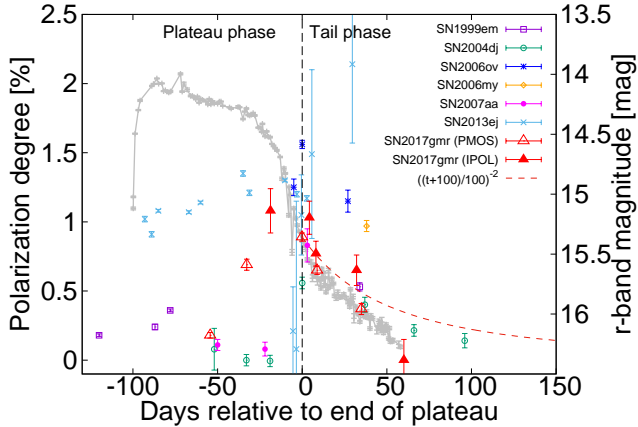 Plateau phase
Tail phase
SN1999em
SN2004dj
SN2006ov
SN2006my
SN2007aa
SN2013ej
SN2017gmr (PMOS)
SN2017gmr (IPOL)
((t+100)/100)⁻²
Polarization degree [%]
2.5
2
1.5
1
0.5
0
r-band magnitude [mag]
13.5
14
14.5
15
15.5
16
-100
-50
0
50
100
150
Days relative to end of plateau